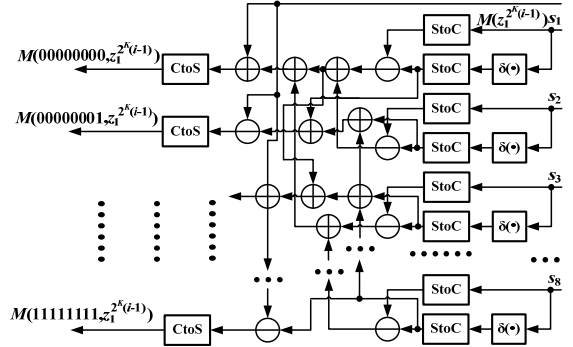 StoC M(z₁^{2^K(i-1)}) s₁
M(00000000,z₁^{2^K(i-1)}) CtoS StoC δ(•)
StoC s₂
M(00000001,z₁^{2^K(i-1)}) CtoS StoC δ(•)
StoC s₃
StoC δ(•)
StoC s₈
M(11111111,z₁^{2^K(i-1)}) CtoS StoC δ(•)